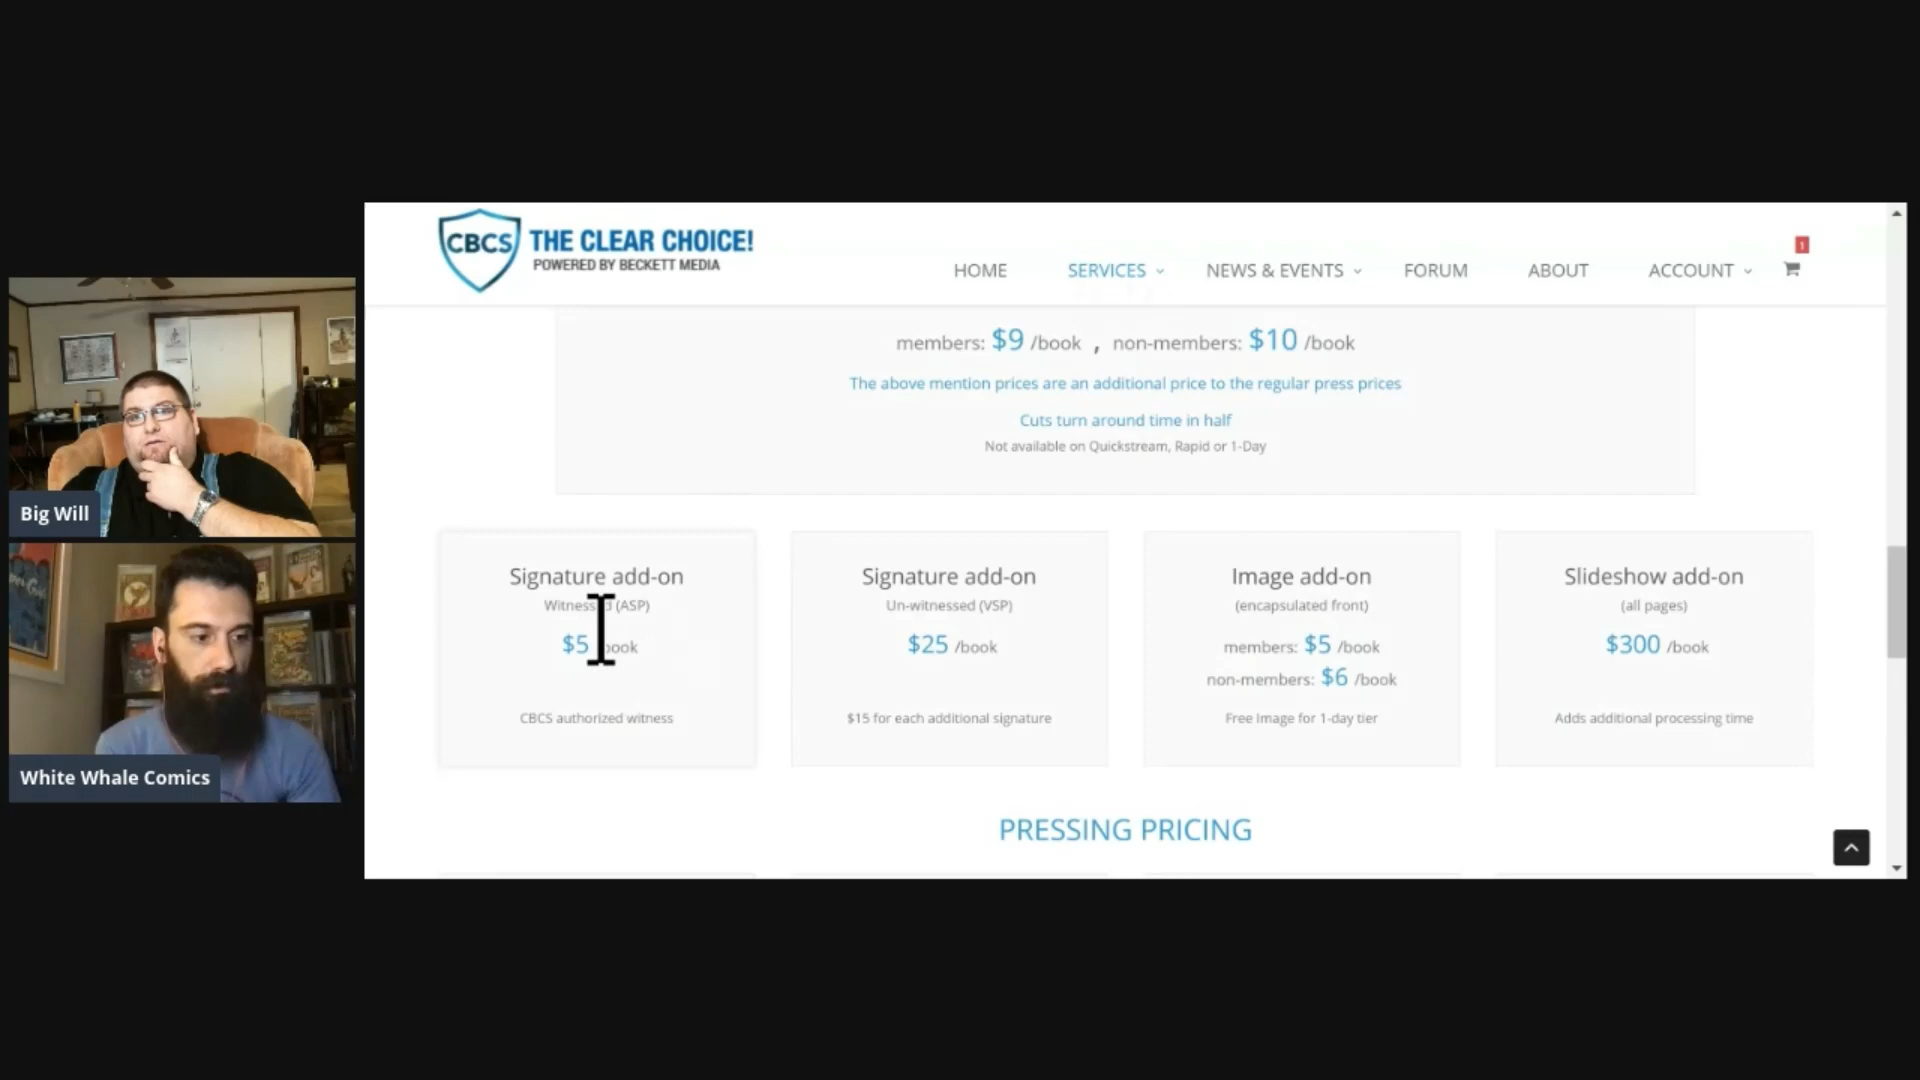 CBCS
THE CLEAR CHOICE!
POWERED BY BECKETT MEDIA
HOME
SERVICES
NEWS & EVENTS
FORUM
ABOUT
ACCOUNT
1
members: $9 /book , non-members: $10 /book
The above mention prices are an additional price to the regular press prices
Cuts turn around time in half
Not available on Quickstream, Rapid or 1-Day
Signature add-on
(ASP)
$5
CBCS authorized witness
Signature add-on
Un-witnessed (VSP)
$25 /book
$15 for each additional signature
Image add-on
(encapsulated front)
members: $5 /book
non-members: $6 /book
Free Image for 1-day tier
Slideshow add-on
(all pages)
$300 /book
Adds additional processing time
PRESSING PRICING
Big Will
White Whale Comics